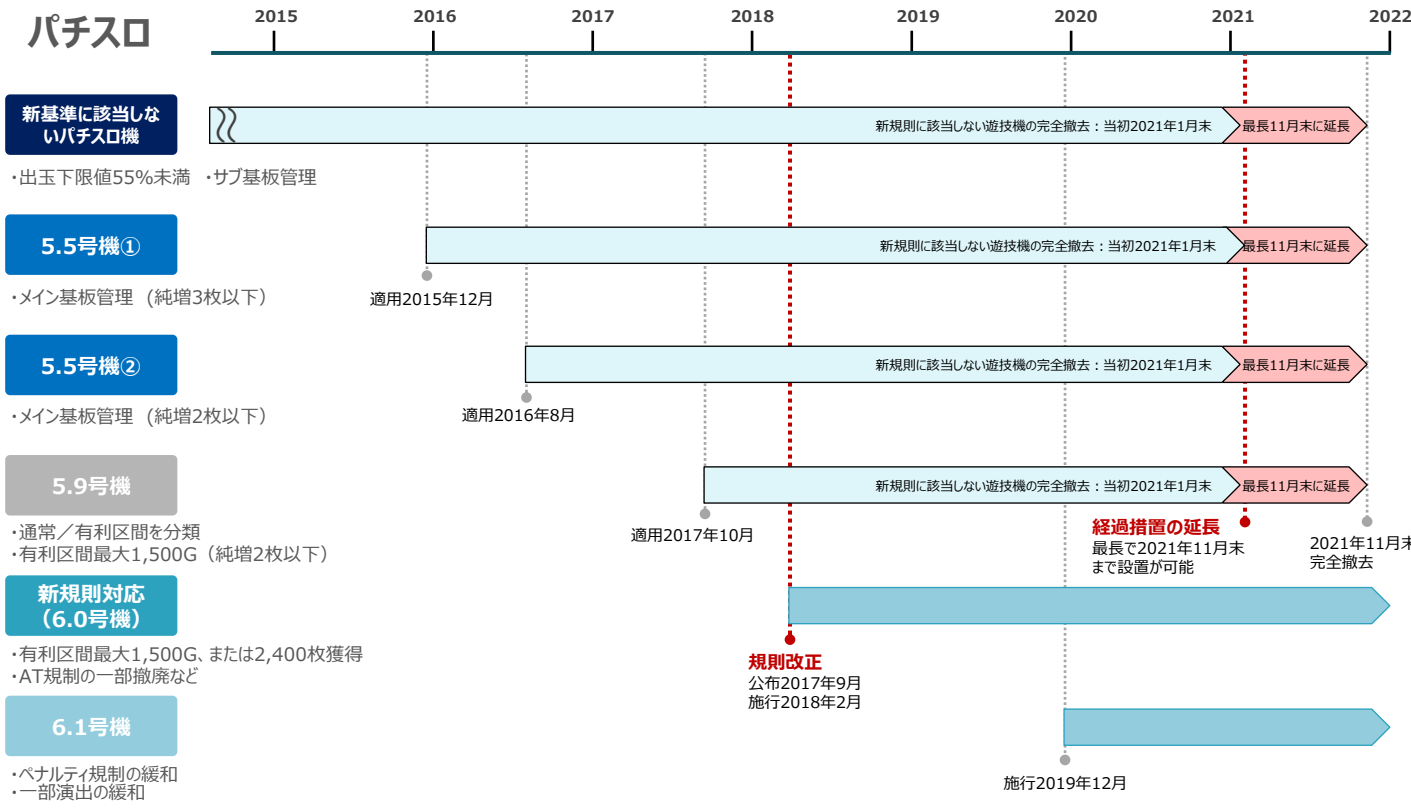 パチスロ
2015
2016
2017
2018
2019
2020
2021
2022
新基準に該当しな
いパチスロ機
新規則に該当しない遊技機の完全撤去：当初2021年1月末
最長11月末に延長
・出玉下限値55%未満 ・サブ基板管理
5.5号機①
新規則に該当しない遊技機の完全撤去：当初2021年1月末
最長11月末に延長
・メイン基板管理 (純増3枚以下）
適用2015年12月
5.5号機②
新規則に該当しない遊技機の完全撤去：当初2021年1月末
最長11月末に延長
・メイン基板管理 (純増2枚以下）
適用2016年8月
5.9号機
新規則に該当しない遊技機の完全撤去：当初2021年1月末
最長11月末に延長
・通常／有利区間を分類
・有利区間最大1,500G（純増2枚以下）
適用2017年10月
経過措置の延長
最長で2021年11月末
まで設置が可能
2021年11月末
完全撤去
新規則対応
（6.0号機）
・有利区間最大1,500G、または2,400枚獲得
・AT規制の一部撤廃など
規則改正
公布2017年9月
施行2018年2月
6.1号機
・ペナルティ規制の緩和
・一部演出の緩和
施行2019年12月